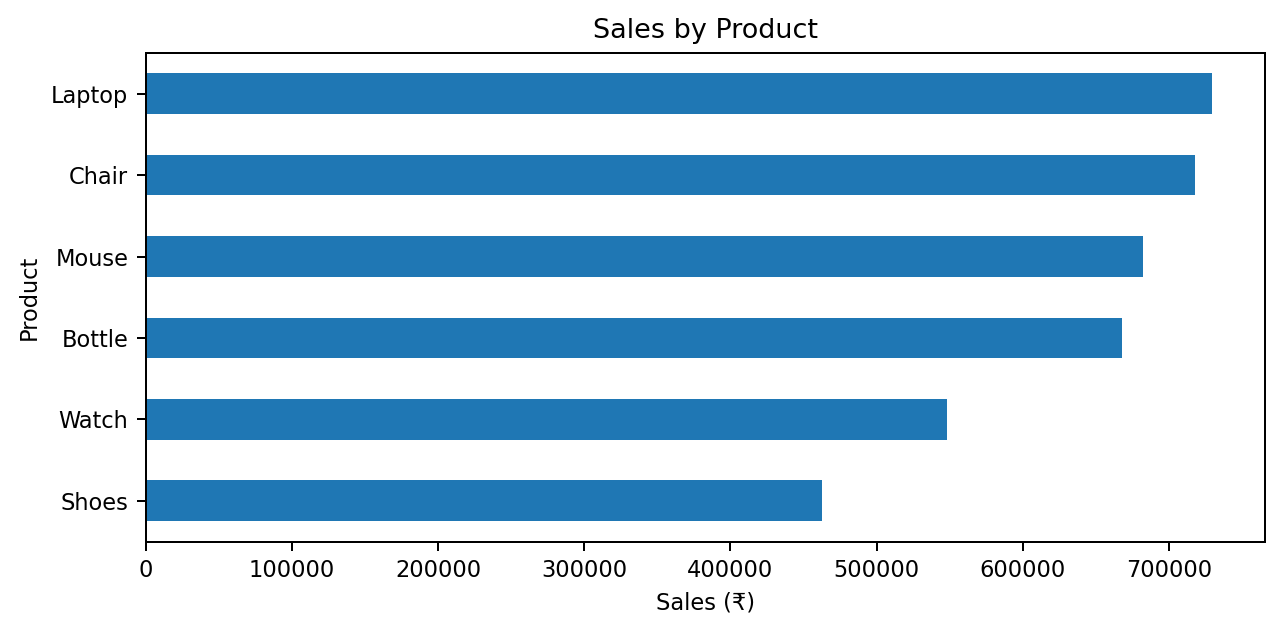 Sales by Product
Laptop
Chair
Mouse
Bottle
Watch
Shoes
Product
0 100000 200000 300000 400000 500000 600000 700000
Sales (₹)